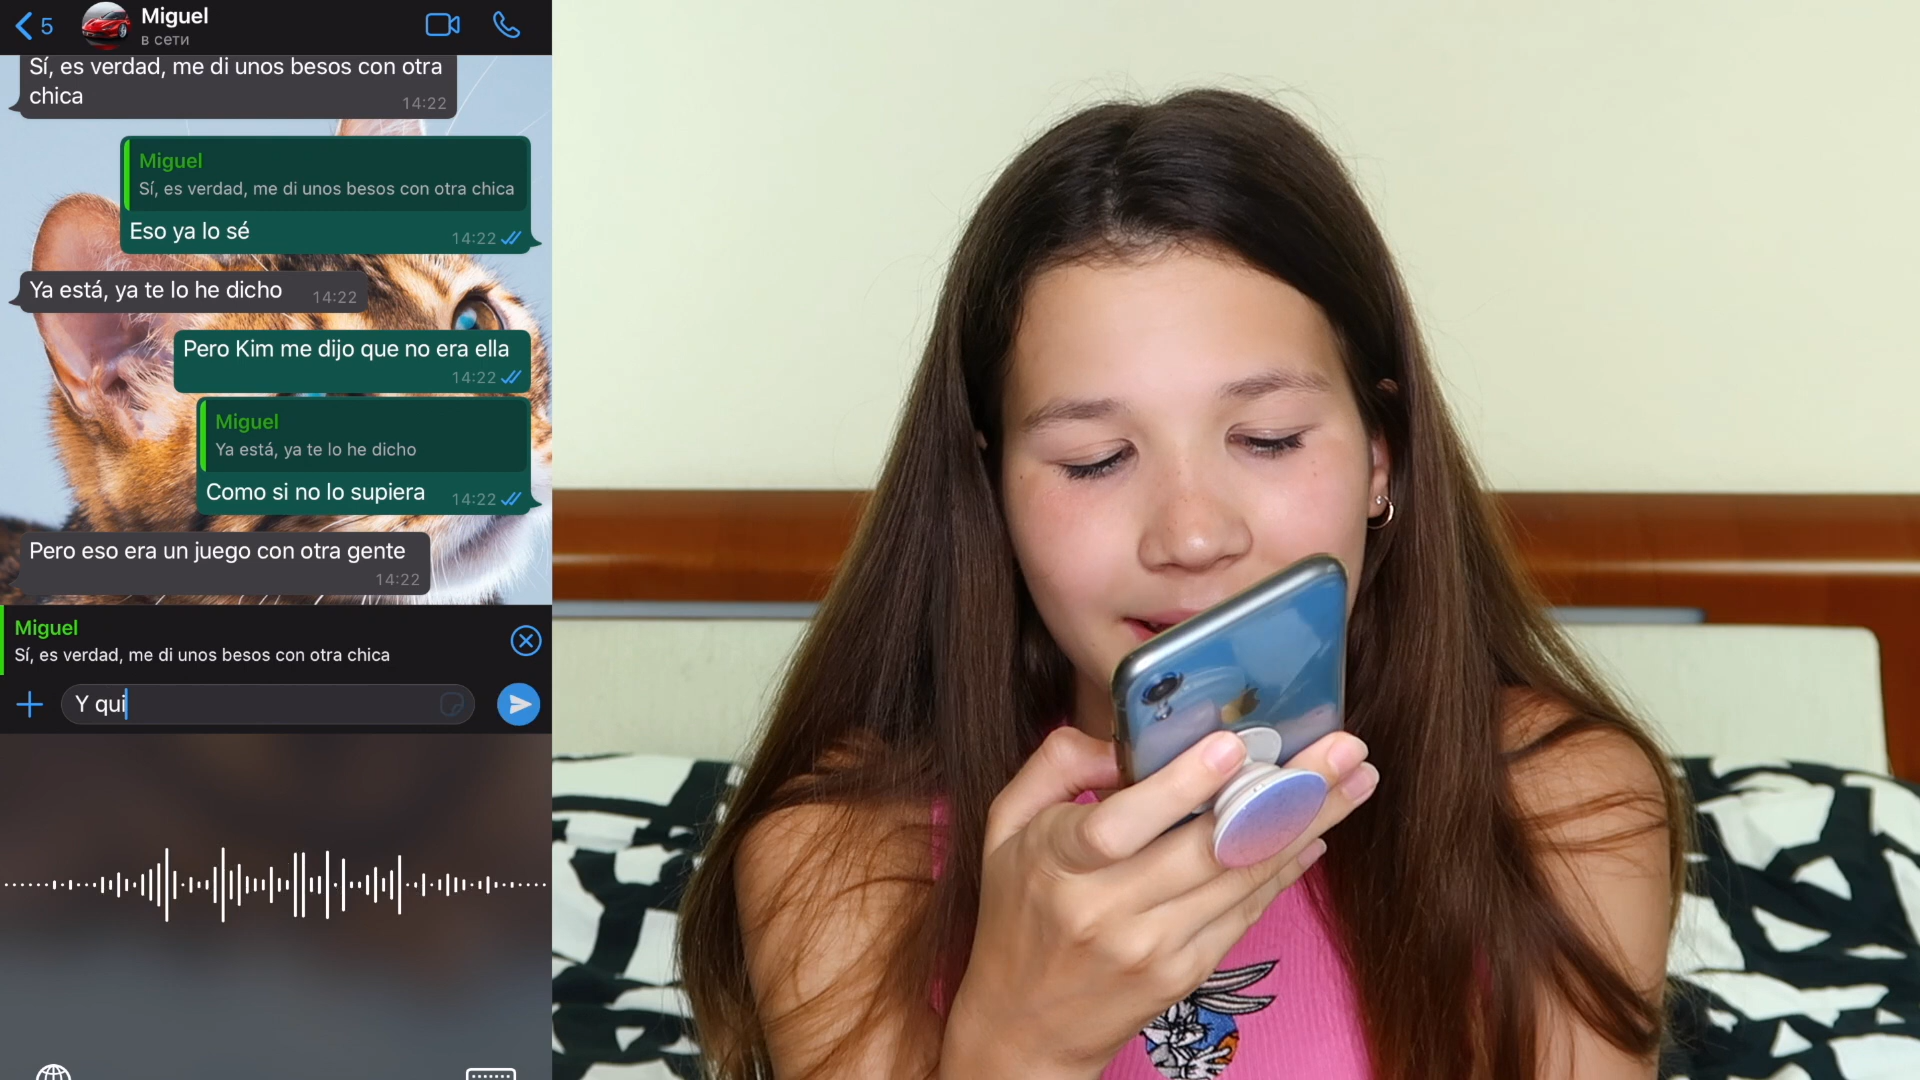 5
Miguel
в сети
Sí, es verdad, me di unos besos con otra
chica
14:22
Miguel
Sí, es verdad, me di unos besos con otra chica
Eso ya lo sé
14:22
Ya está, ya te lo he dicho
14:22
Pero Kim me dijo que no era ella
14:22
Miguel
Ya está, ya te lo he dicho
Como si no lo supiera
14:22
Pero eso era un juego con otra gente
14:22
Miguel
Sí, es verdad, me di unos besos con otra chica
Y qui